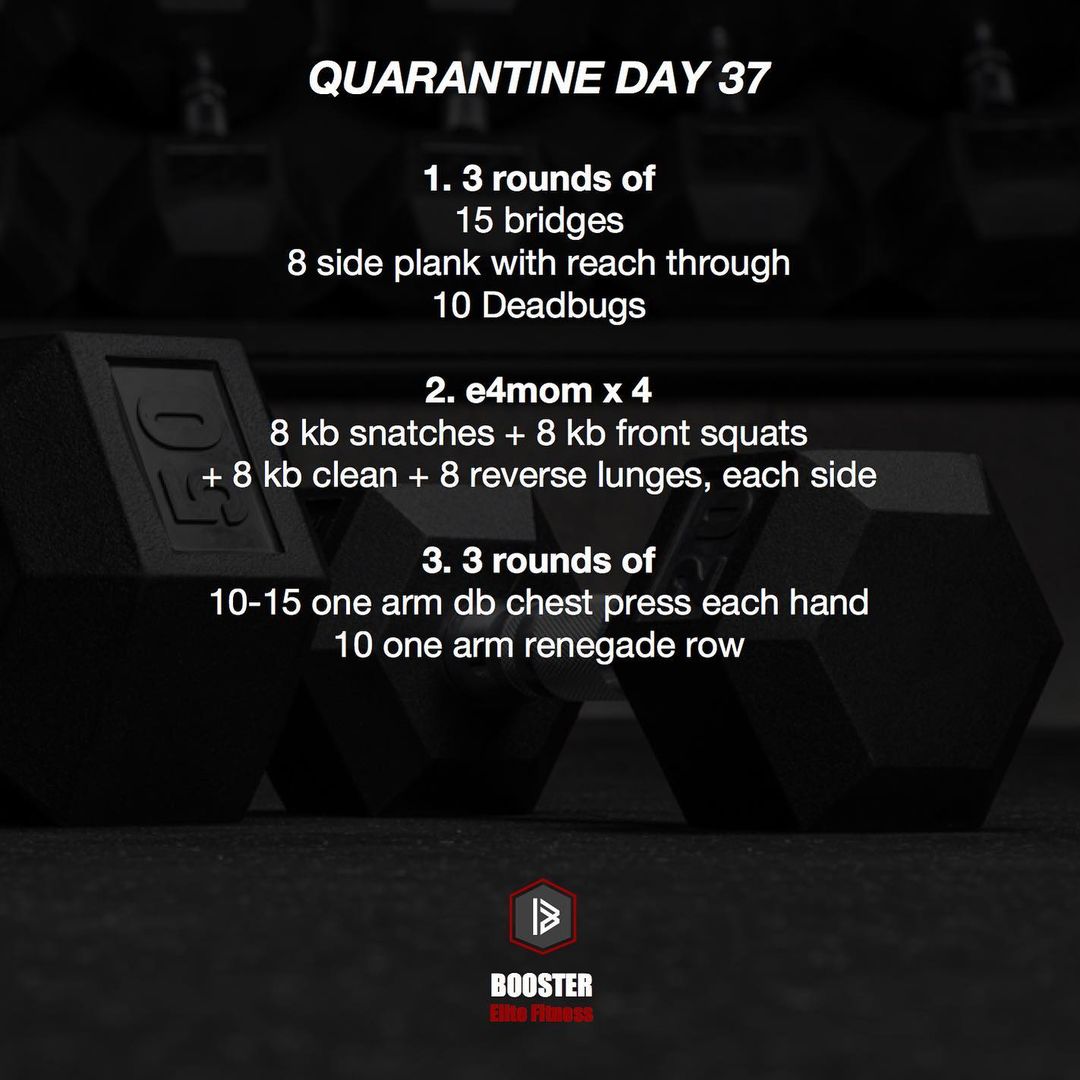 QUARANTINE DAY 37
1. 3 rounds of
15 bridges
8 side plank with reach through
10 Deadbugs
2. e4mom x 4
8 kb snatches + 8 kb front squats
+ 8 kb clean + 8 reverse lunges, each side
3. 3 rounds of
10-15 one arm db chest press each hand
10 one arm renegade row
50
50
BOOSTER
Elite Fitness